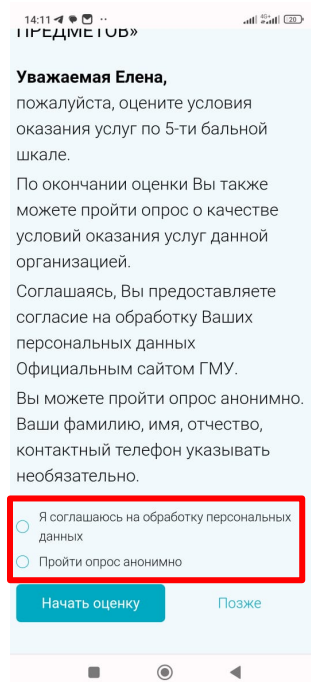 14:11
4G
20
ПРЕДМЕТОВ»
Уважаемая Елена,
пожалуйста, оцените условия
оказания услуг по 5-ти бальной
шкале.
По окончании оценки Вы также
можете пройти опрос о качестве
условий оказания услуг данной
организацией.
Соглашаясь, Вы предоставляете
согласие на обработку Ваших
персональных данных
Официальным сайтом ГМУ.
Вы можете пройти опрос анонимно.
Ваши фамилию, имя, отчество,
контактный телефон указывать
необязательно.
Я соглашаюсь на обработку персональных
данных
Пройти опрос анонимно
Начать оценку Позже